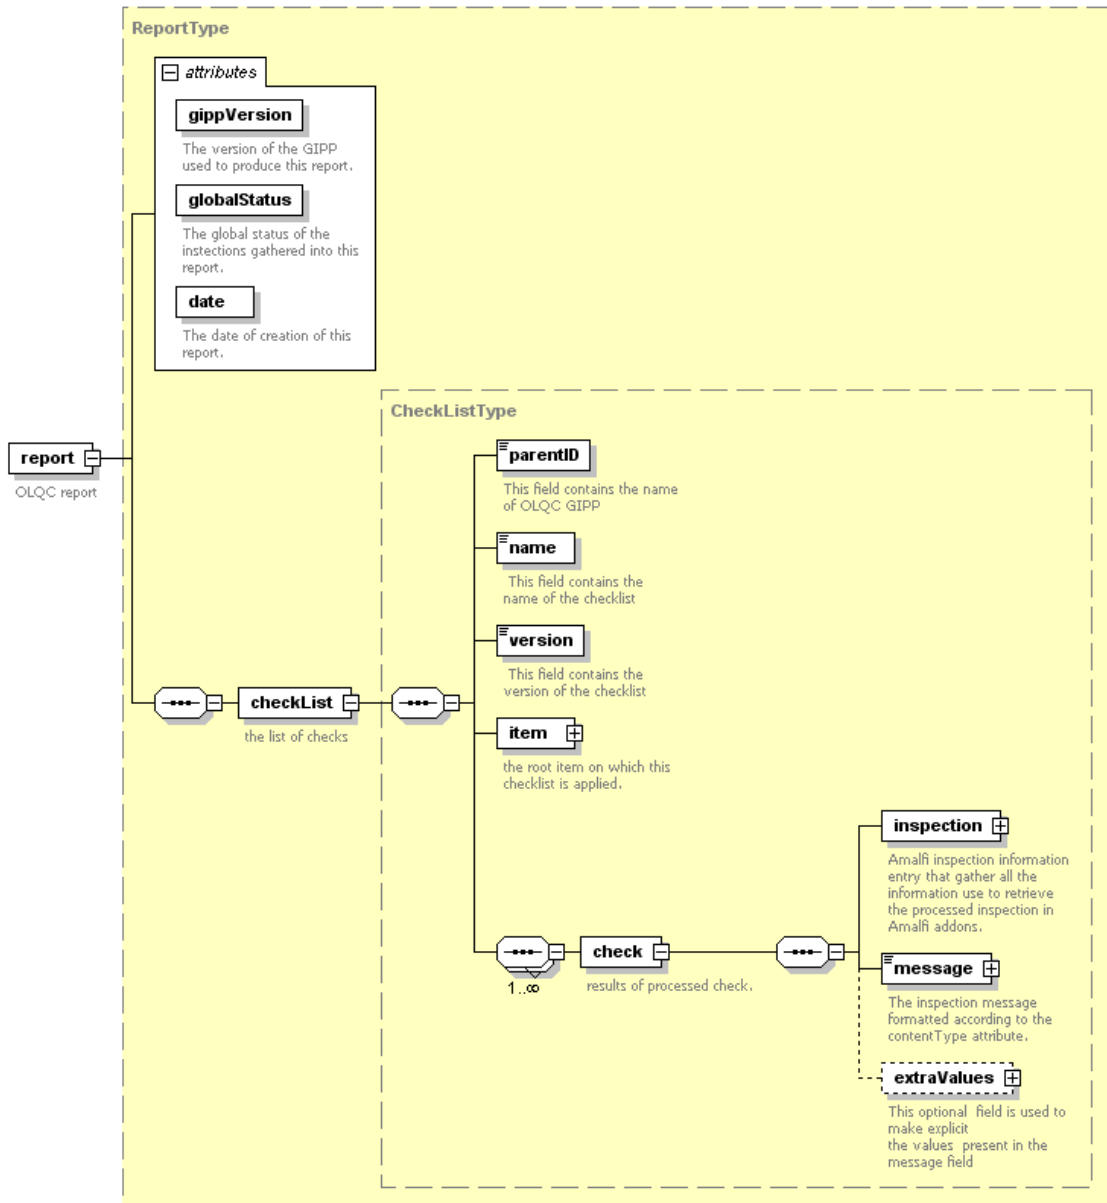 ReportType
attributes
gippVersion
The version of the GIPP
used to produce this report.
globalStatus
The global status of the
instections gathered into this
report.
date
The date of creation of this
report.
report
OLQC report
CheckListType
parentID
This field contains the name
of OLQC GIPP
name
This field contains the
name of the checklist
version
This field contains the
version of the checklist
checkList
the list of checks
item
the root item on which this
checklist is applied.
1..∞
check
results of processed check.
inspection
Amalfi inspection information
entry that gather all the
information use to retrieve
the processed inspection in
Amalfi addons.
message
The inspection message
formatted according to the
contentType attribute.
extraValues
This optional field is used to
make explicit
the values present in the
message field